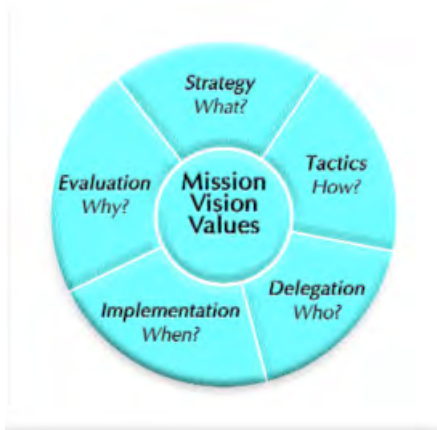 Strategy
What?
Tactics
How?
Delegation
Who?
Implementation
When?
Evaluation
Why?
Mission
Vision
Values